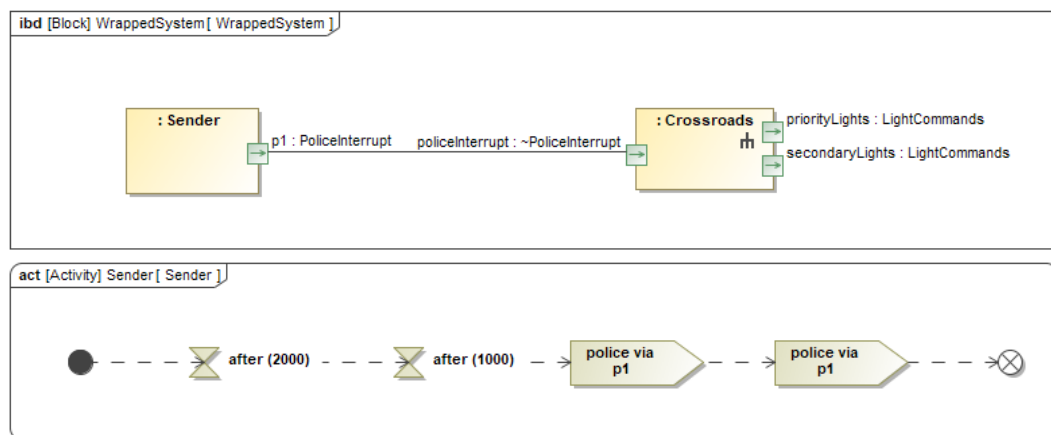 ibd [Block] WrappedSystem[ WrappedSystem ]
: Sender
p1 : PoliceInterrupt
policeInterrupt : ~PoliceInterrupt
: Crossroads
priorityLights : LightCommands
secondaryLights : LightCommands
act [Activity] Sender[ Sender ]
after (2000)
after (1000)
police via
p1
police via
p1